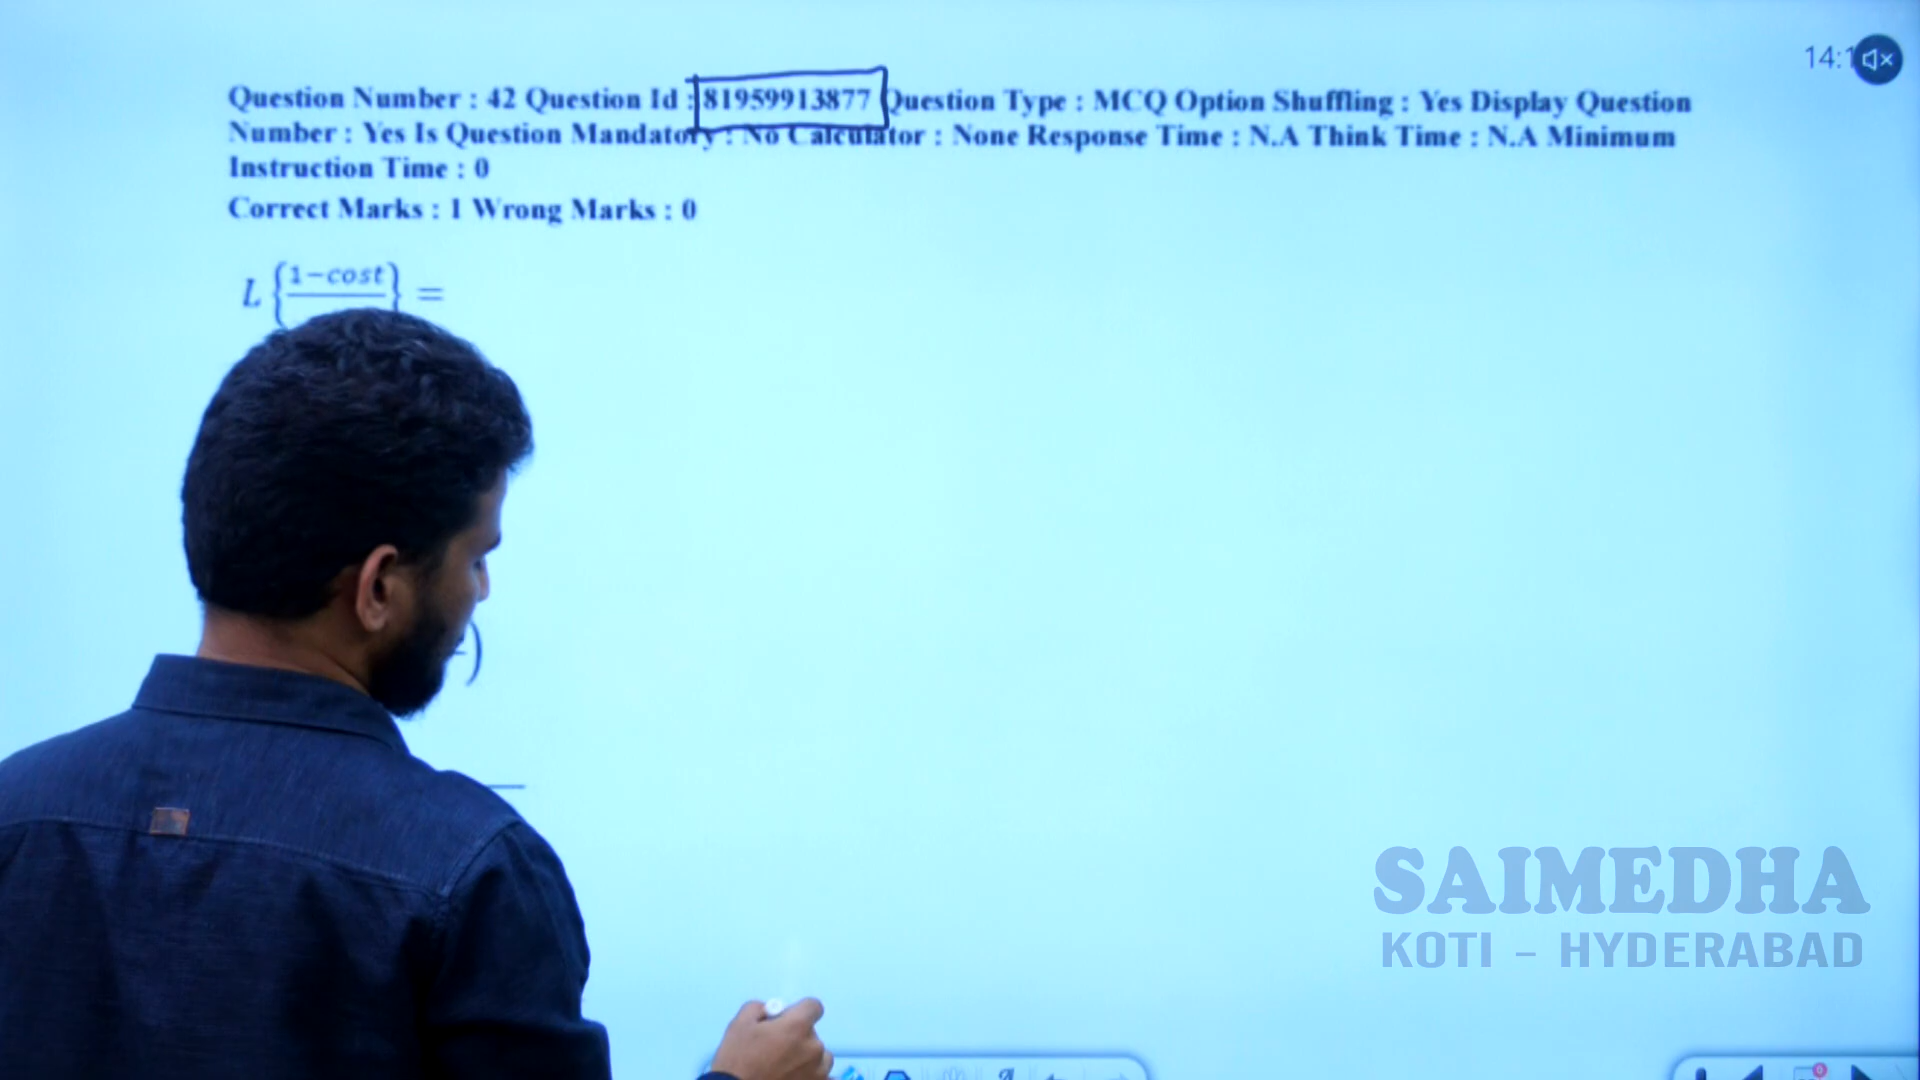 14:1
Question Number : 42 Question Id : 81959913877 Question Type : MCQ Option Shuffling : Yes Display Question
Number : Yes Is Question Mandatory : No Calculator : None Response Time : N.A Think Time : N.A Minimum
Instruction Time : 0
Correct Marks : 1 Wrong Marks : 0
L {1-cost} =
)
SAIMEDHA
KOTI - HYDERABAD